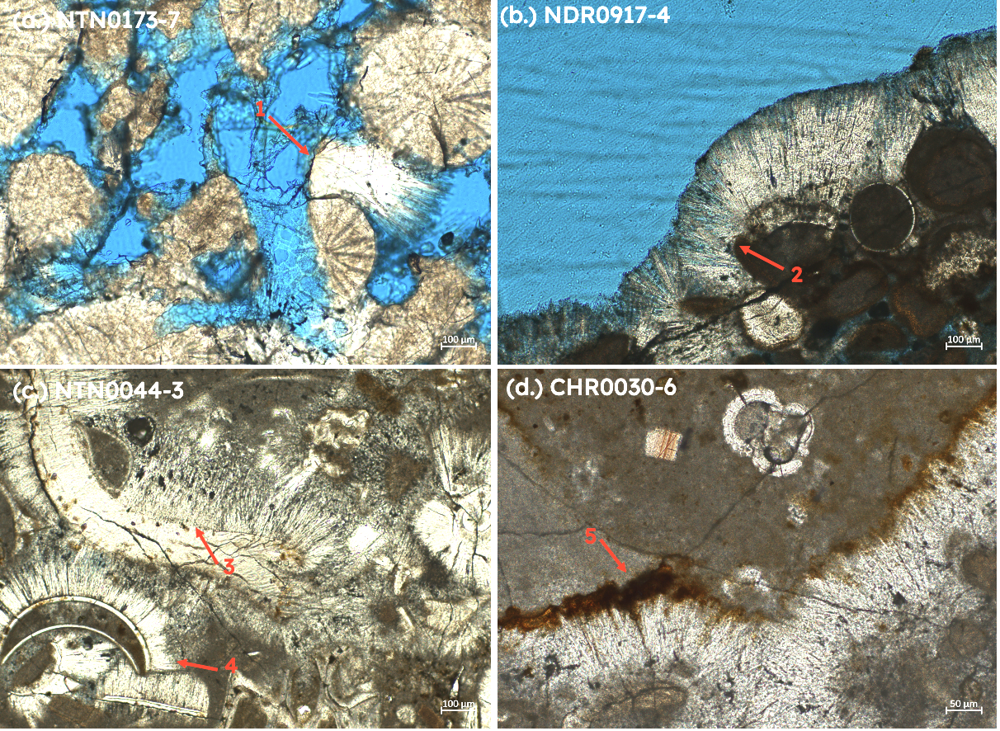 (a.) NTN0173-7
1
100 µm
(b.) NDR0917-4
2
100 µm
(c.) NTN0044-3
3
4
100 µm
(d.) CHR0030-6
5
50 µm